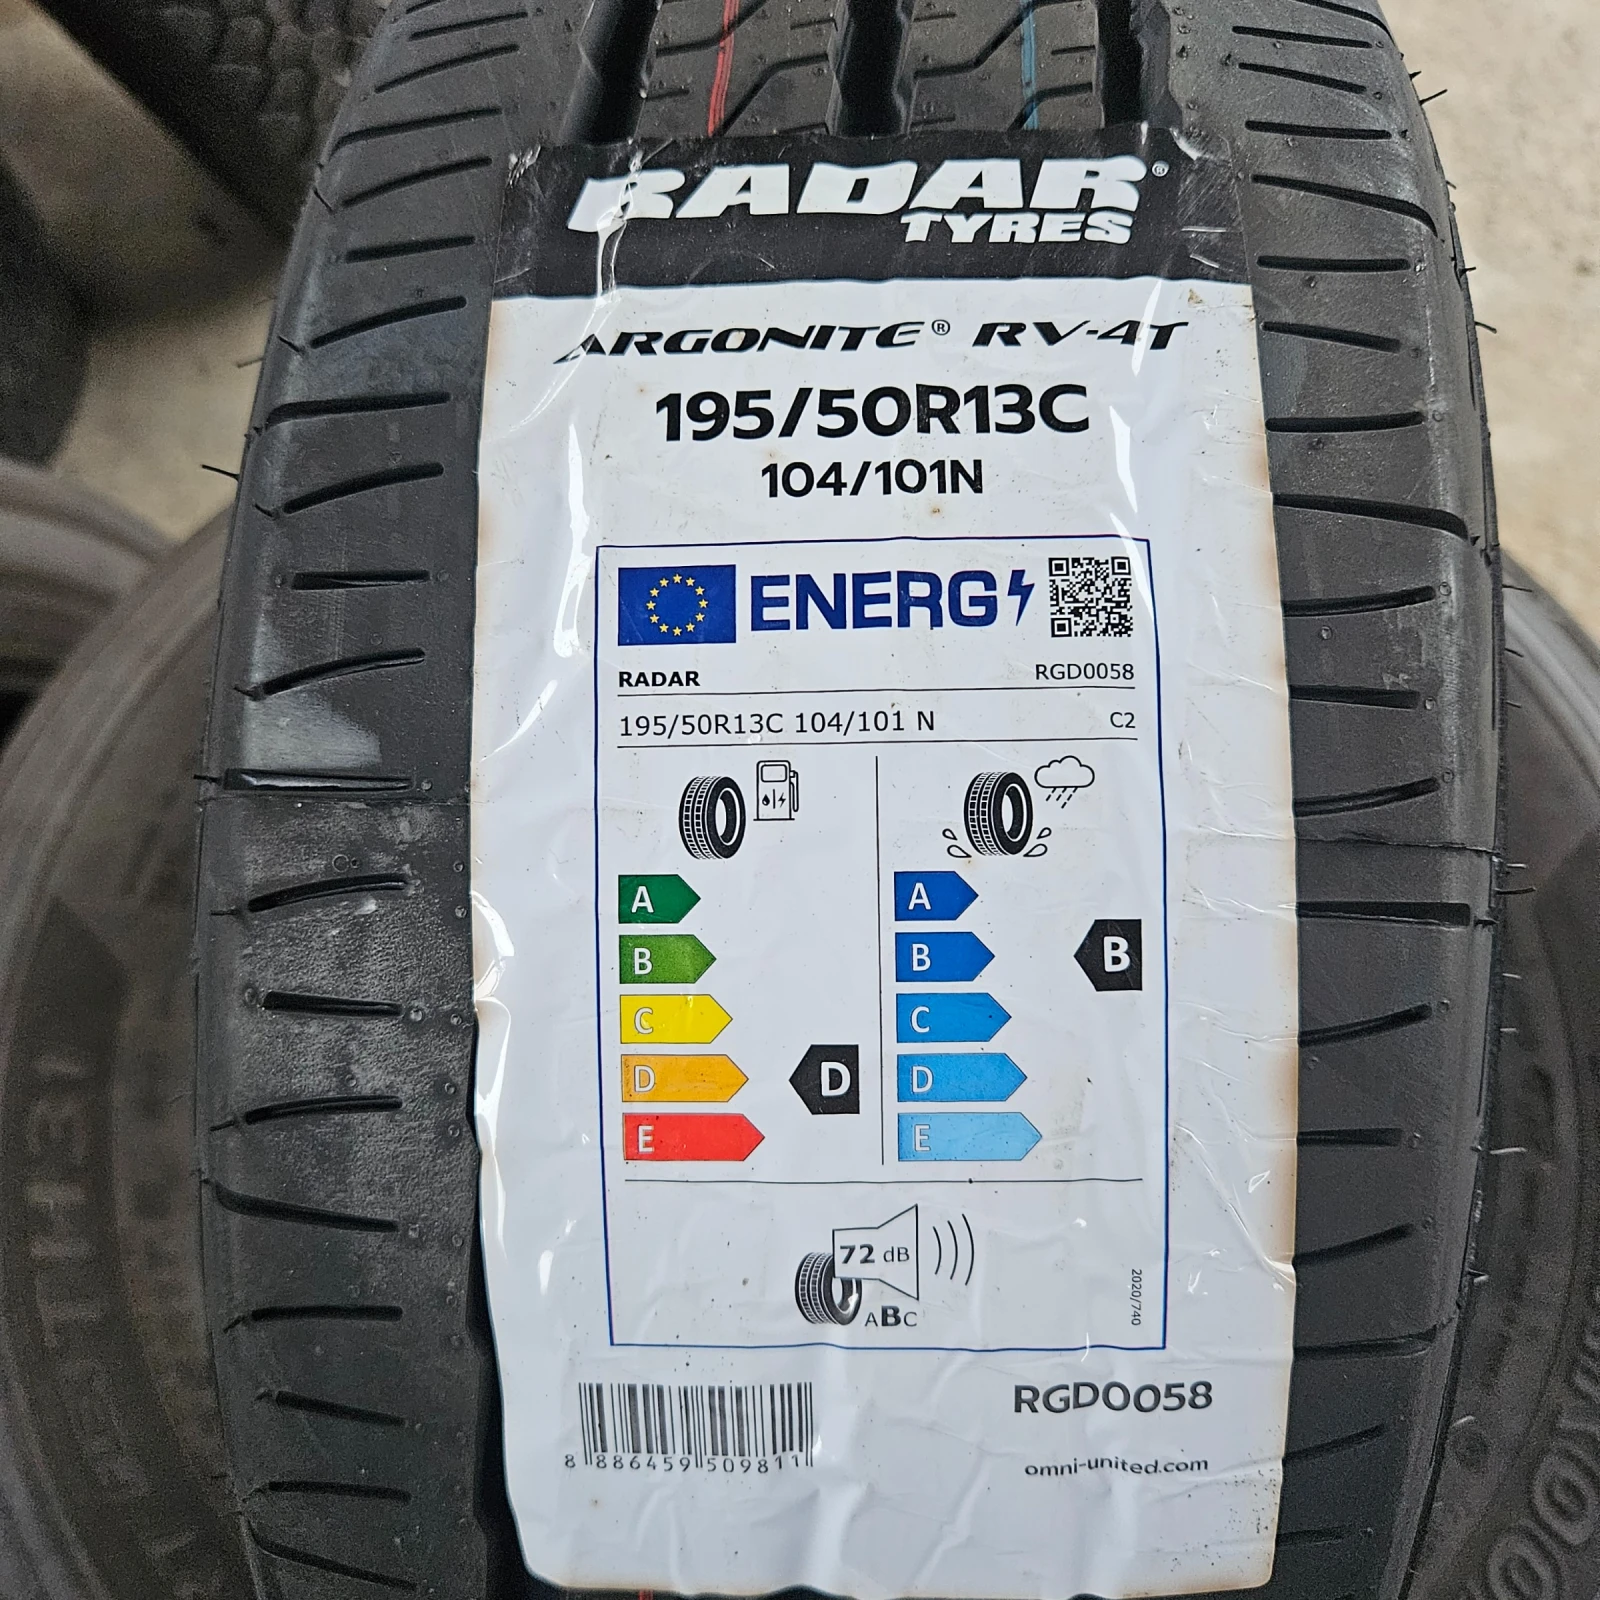 RADAR®
TYRES
ARGONITE® RV-4T
195/50R13C
104/101N
ENERG
RADAR RGD0058
195/50R13C 104/101 N C2
A A
B B B
C C
D D D
E E
72 dB
ABC
2020/740
8 886459 509811
RGD0058
omni-united.com